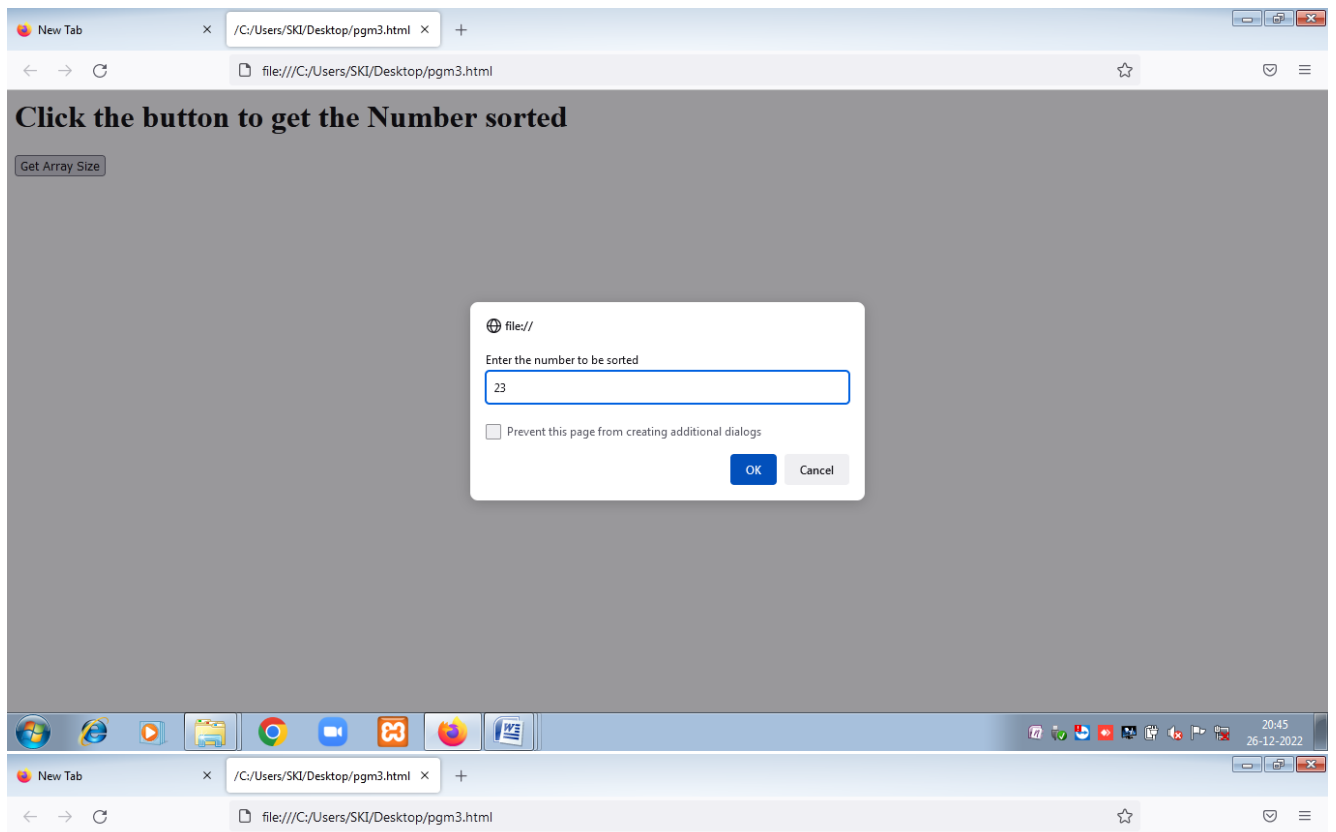 New Tab
/C:/Users/SKI/Desktop/pgm3.html
file:///C:/Users/SKI/Desktop/pgm3.html
Click the button to get the Number sorted
Get Array Size
file://
Enter the number to be sorted
23
Prevent this page from creating additional dialogs
OK Cancel
20:45
26-12-2022
New Tab
/C:/Users/SKI/Desktop/pgm3.html
file:///C:/Users/SKI/Desktop/pgm3.html